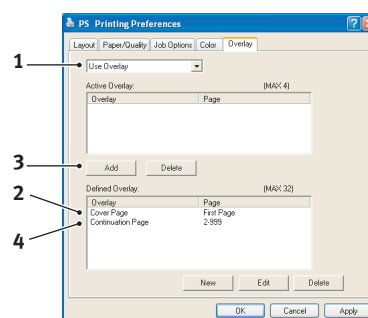 PS Printing Preferences
Layout Paper/Quality Job Options Color Overlay
1 Use Overlay
Active Overlay: (MAX 4)
Overlay Page
3 Add Delete
Defined Overlay: (MAX 32)
Overlay Page
2 Cover Page First Page
4 Continuation Page 2-999
New Edit Delete
OK Cancel Apply